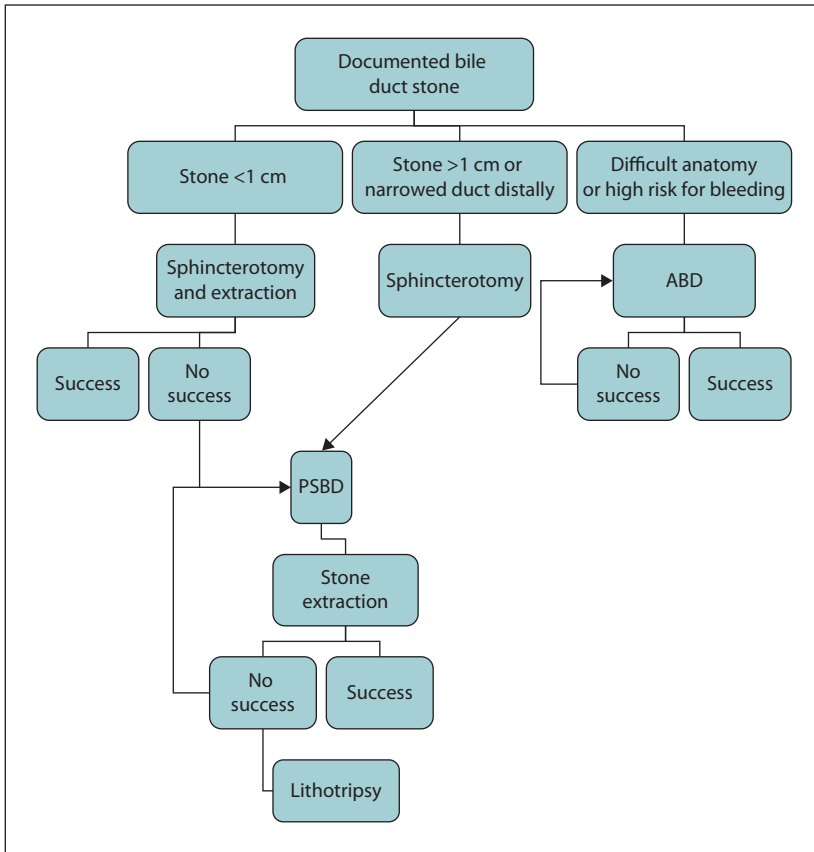 Documented bile
duct stone
Stone <1 cm
Stone >1 cm or
narrowed duct distally
Difficult anatomy
or high risk for bleeding
Sphincterotomy
and extraction
Sphincterotomy
ABD
Success
No
success
No
success
Success
PSBD
Stone
extraction
No
success
Success
Lithotripsy